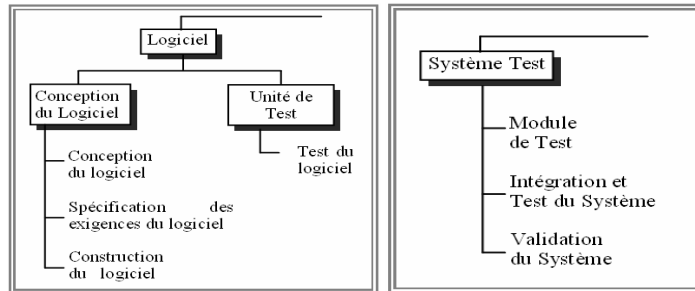 Logiciel
Conception
du Logiciel
Unité de
Test
Conception
du logiciel
Test du
logiciel
Spécification des
exigences du logiciel
Construction
du logiciel
Système Test
Module
de Test
Intégration et
Test du Système
Validation
du Système